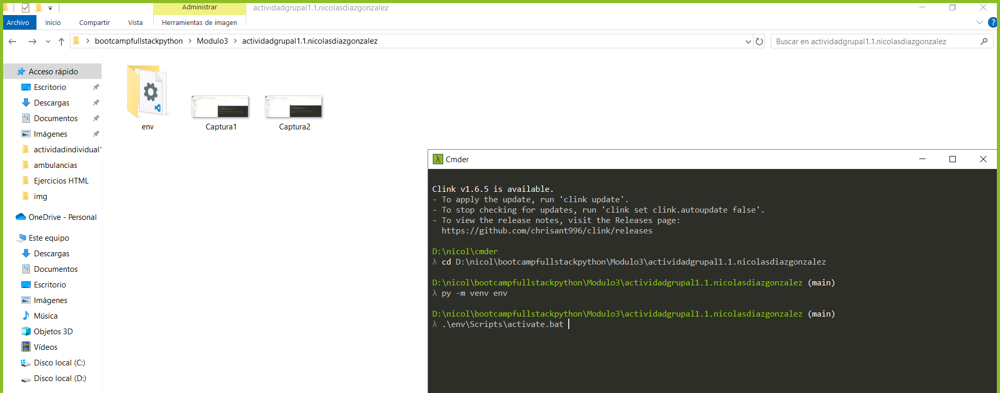 Administrar
actividadgrupal1.1.nicolasdiazgonzalez
Archivo
Inicio
Compartir
Vista
Herramientas de imagen
bootcampfullstackpython > Modulo3 > actividadgrupal1.1.nicolasdiazgonzalez
Buscar en actividadgrupal1.1.nicolasdiazgonzalez
Acceso rápido
Escritorio
Descargas
Documentos
Imágenes
actividadindividual1
ambulancias
Ejercicios HTML
img
OneDrive - Personal
Este equipo
Descargas
Documentos
Escritorio
Imágenes
Música
Objetos 3D
Vídeos
Disco local (C:)
Disco local (D:)
env
Captura1
Captura2
Cmder
Clink v1.6.5 is available.
- To apply the update, run 'clink update'.
- To stop checking for updates, run 'clink set clink.autoupdate false'.
- To view the release notes, visit the Releases page:
https://github.com/chrisant996/clink/releases
D:\nicol\cmder
λ cd D:\nicol\bootcampfullstackpython\Modulo3\actividadgrupal1.1.nicolasdiazgonzalez
D:\nicol\bootcampfullstackpython\Modulo3\actividadgrupal1.1.nicolasdiazgonzalez (main)
λ py -m venv env
D:\nicol\bootcampfullstackpython\Modulo3\actividadgrupal1.1.nicolasdiazgonzalez (main)
λ .\env\Scripts\activate.bat